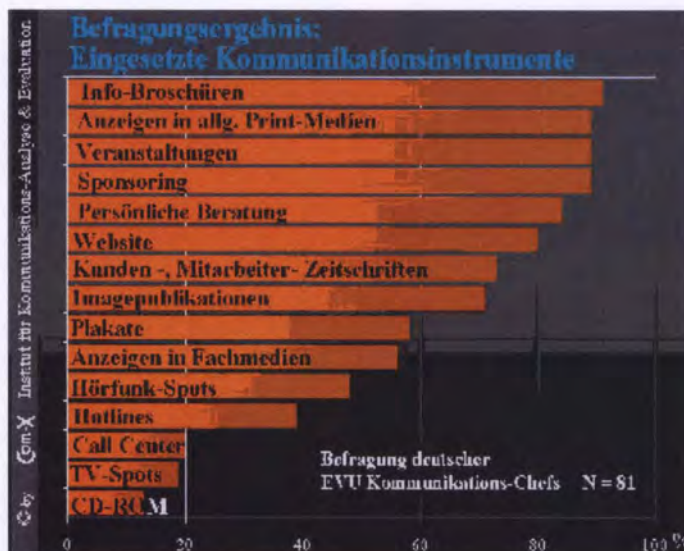 Befragungsergebnis:
Eingesetzte Kommunikationsinstrumente
Info-Broschüren
Anzeigen in allg. Print-Medien
Veranstaltungen
Sponsoring
Persönliche Beratung
Website
Kunden -, Mitarbeiter- Zeitschriften
Imagepublikationen
Plakate
Anzeigen in Fachmedien
Hörfunk-Spots
Hotlines
Call Center
TV-Spots
CD-ROM
Befragung deutscher
EVU Kommunikations-Chefs N = 81
0 20 40 60 80 100 %
© by Com-X Institut für Kommunikations-Analyse & Evaluation